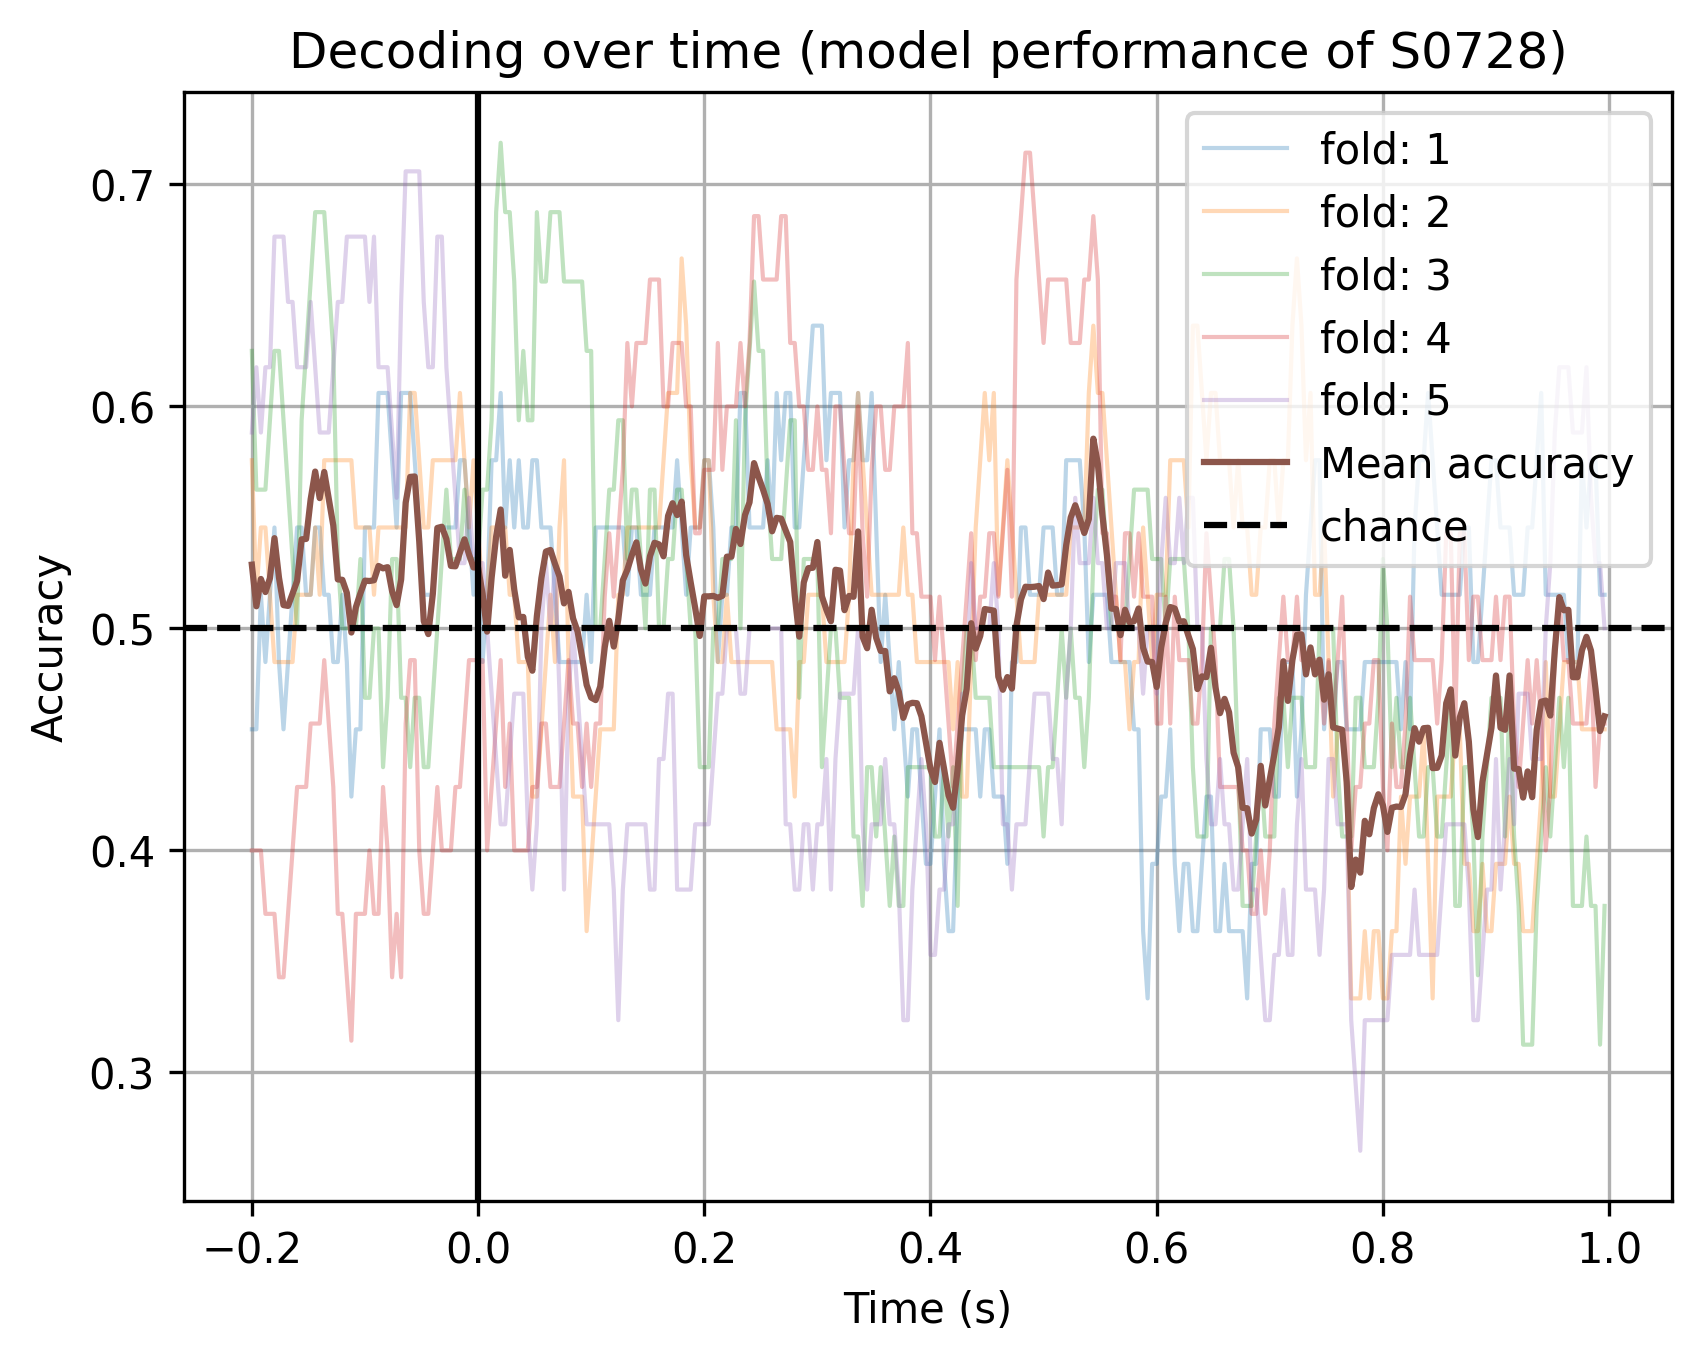 Decoding over time (model performance of S0728)
fold: 1
fold: 2
fold: 3
fold: 4
fold: 5
Mean accuracy
chance
Accuracy
0.7
0.6
0.5
0.4
0.3
−0.2 0.0 0.2 0.4 0.6 0.8 1.0
Time (s)